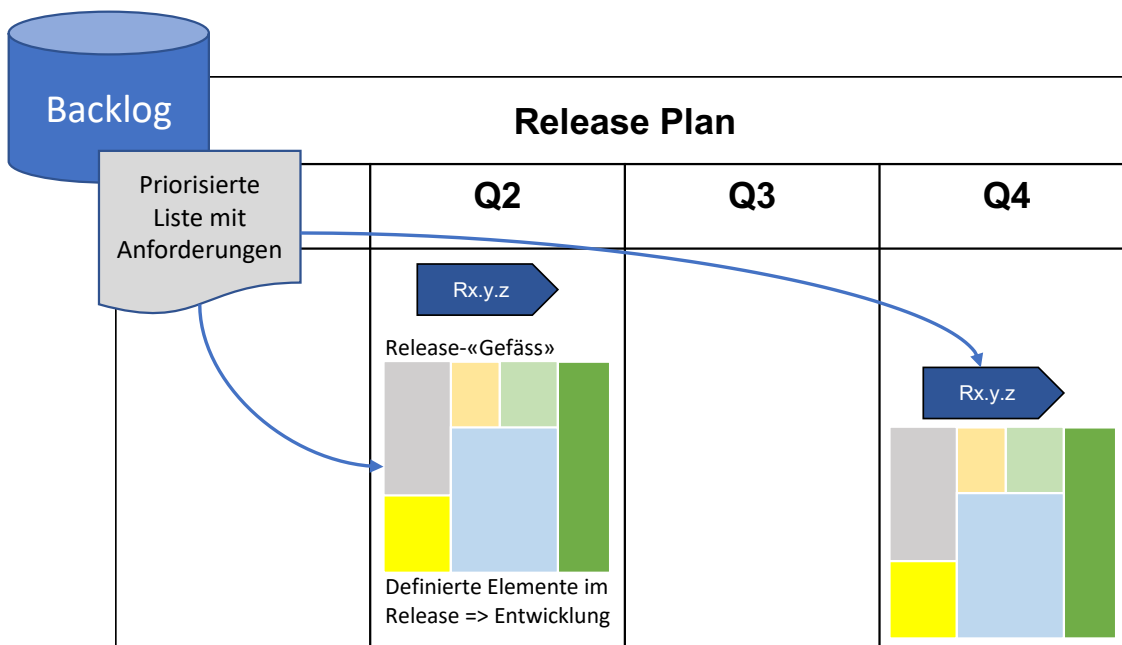 Backlog
Release Plan
Priorisierte
Liste mit
Anforderungen
Q2
Q3
Q4
Rx.y.z
Release-«Gefäss»
Rx.y.z
Definierte Elemente im
Release => Entwicklung